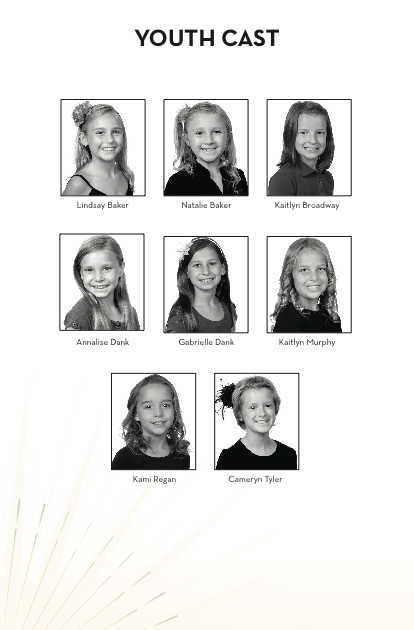 YOUTH CAST
Lindsay Baker
Natalie Baker
Kaitlyn Broadway
Annalise Dank
Gabrielle Dank
Kaitlyn Murphy
Kami Regan
Cameryn Tyler